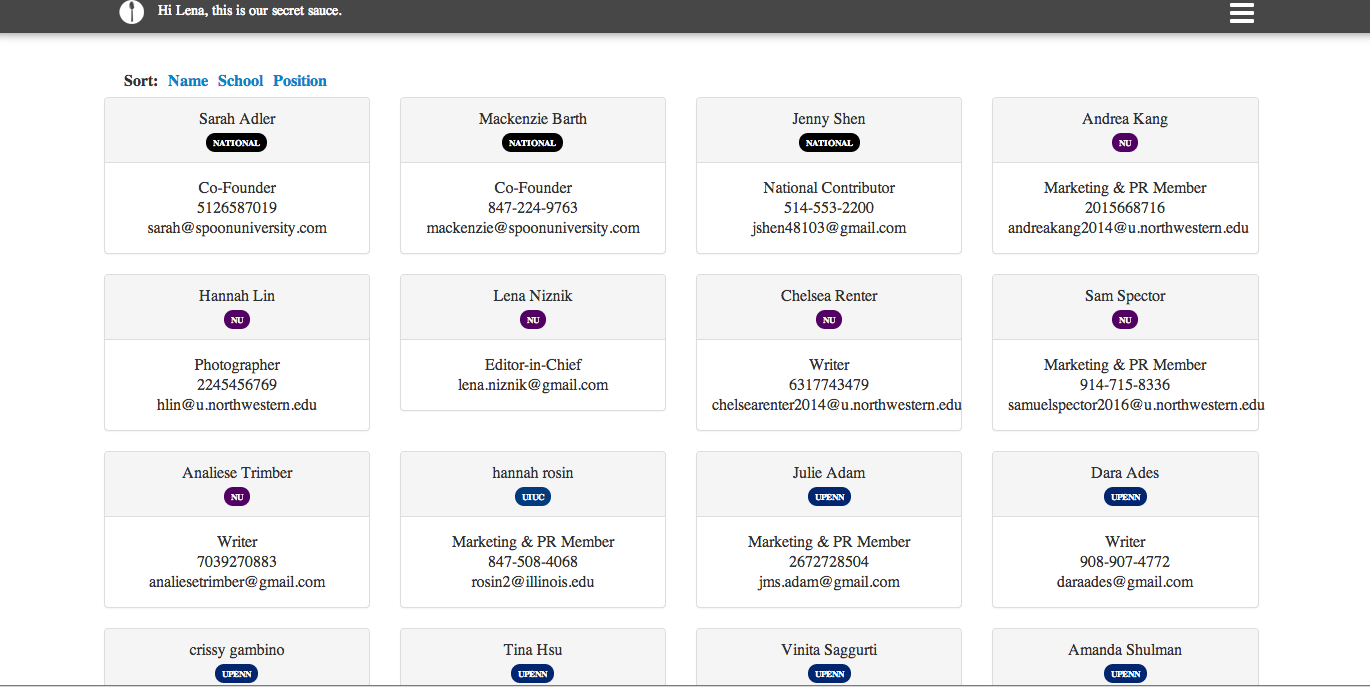 Hi Lena, this is our secret sauce.
Sort: Name School Position
Sarah Adler
NATIONAL
Co-Founder
5126587019
sarah@spoonuniversity.com
Mackenzie Barth
NATIONAL
Co-Founder
847-224-9763
mackenzie@spoonuniversity.com
Jenny Shen
NATIONAL
National Contributor
514-553-2200
jshen48103@gmail.com
Andrea Kang
NU
Marketing & PR Member
2015668716
andreakang2014@u.northwestern.edu
Hannah Lin
NU
Photographer
2245456769
hlin@u.northwestern.edu
Lena Niznik
NU
Editor-in-Chief
lena.niznik@gmail.com
Chelsea Renter
NU
Writer
6317743479
chelsearenter2014@u.northwestern.edu
Sam Spector
NU
Marketing & PR Member
914-715-8336
samuelspector2016@u.northwestern.edu
Analiese Trimber
NU
Writer
7039270883
analiesetrimber@gmail.com
hannah rosin
UIUC
Marketing & PR Member
847-508-4068
rosin2@illinois.edu
Julie Adam
UPENN
Marketing & PR Member
2672728504
jms.adam@gmail.com
Dara Ades
UPENN
Writer
908-907-4772
daraades@gmail.com
crissy gambino
UPENN
Tina Hsu
UPENN
Vinita Saggurti
UPENN
Amanda Shulman
UPENN